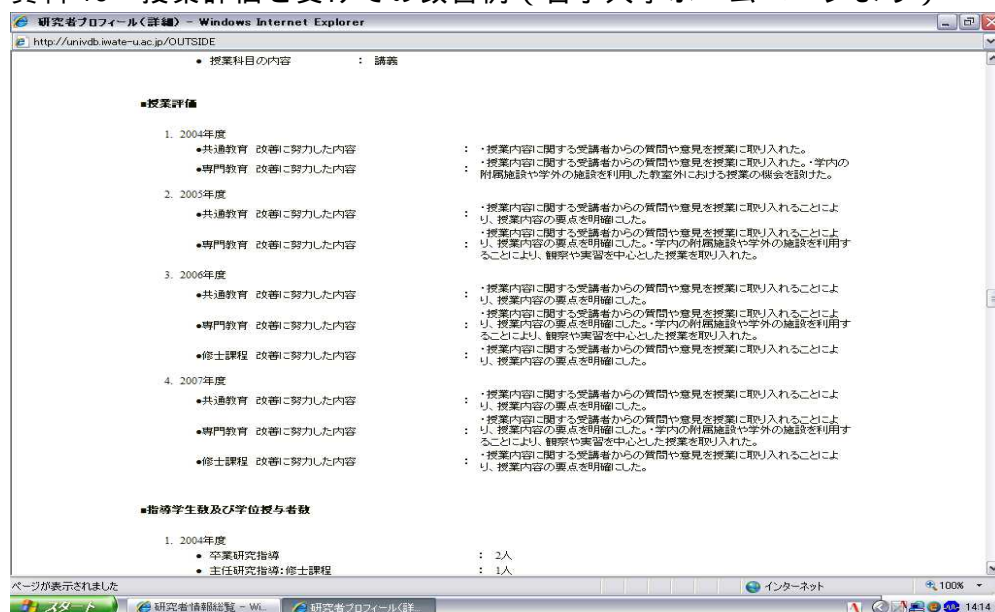 研究者プロフィール(詳細) - Windows Internet Explorer
http://univdb.iwate-u.ac.jp/OUTSIDE
● 授業科目の内容 : 講義
■授業評価
1. 2004年度
●共通教育 改善に努力した内容 : ・授業内容に関する受講者からの質問や意見を授業に取り入れた。
・授業内容に関する受講者からの質問や意見を授業に取り入れた。・学内の
●専門教育 改善に努力した内容 : 附属施設や学外の施設を利用した教室外における授業の機会を設けた。
2. 2005年度
●共通教育 改善に努力した内容 : ・授業内容に関する受講者からの質問や意見を授業に取り入れることによ
り、授業内容の要点を明確にした。
・授業内容に関する受講者からの質問や意見を授業に取り入れることによ
●専門教育 改善に努力した内容 : り、授業内容の要点を明確にした。・学内の附属施設や学外の施設を利用す
ることにより、観察や実習を中心とした授業を取り入れた。
3. 2006年度
●共通教育 改善に努力した内容 : ・授業内容に関する受講者からの質問や意見を授業に取り入れることによ
り、授業内容の要点を明確にした。
・授業内容に関する受講者からの質問や意見を授業に取り入れることによ
●専門教育 改善に努力した内容 : り、授業内容の要点を明確にした。・学内の附属施設や学外の施設を利用す
ることにより、観察や実習を中心とした授業を取り入れた。
●修士課程 改善に努力した内容 : ・授業内容に関する受講者からの質問や意見を授業に取り入れることによ
り、授業内容の要点を明確にした。
4. 2007年度
●共通教育 改善に努力した内容 : ・授業内容に関する受講者からの質問や意見を授業に取り入れることによ
り、授業内容の要点を明確にした。
・授業内容に関する受講者からの質問や意見を授業に取り入れることによ
●専門教育 改善に努力した内容 : り、授業内容の要点を明確にした。・学内の附属施設や学外の施設を利用す
ることにより、観察や実習を中心とした授業を取り入れた。
●修士課程 改善に努力した内容 : ・授業内容に関する受講者からの質問や意見を授業に取り入れることによ
り、授業内容の要点を明確にした。
■指導学生数及び学位授与者数
1. 2004年度
● 卒業研究指導 : 2人
● 主任研究指導:修士課程 : 1人
ページが表示されました インターネット 100%
スタート 研究者情報総覧 - Wi... 研究者プロフィール(詳... 14:14